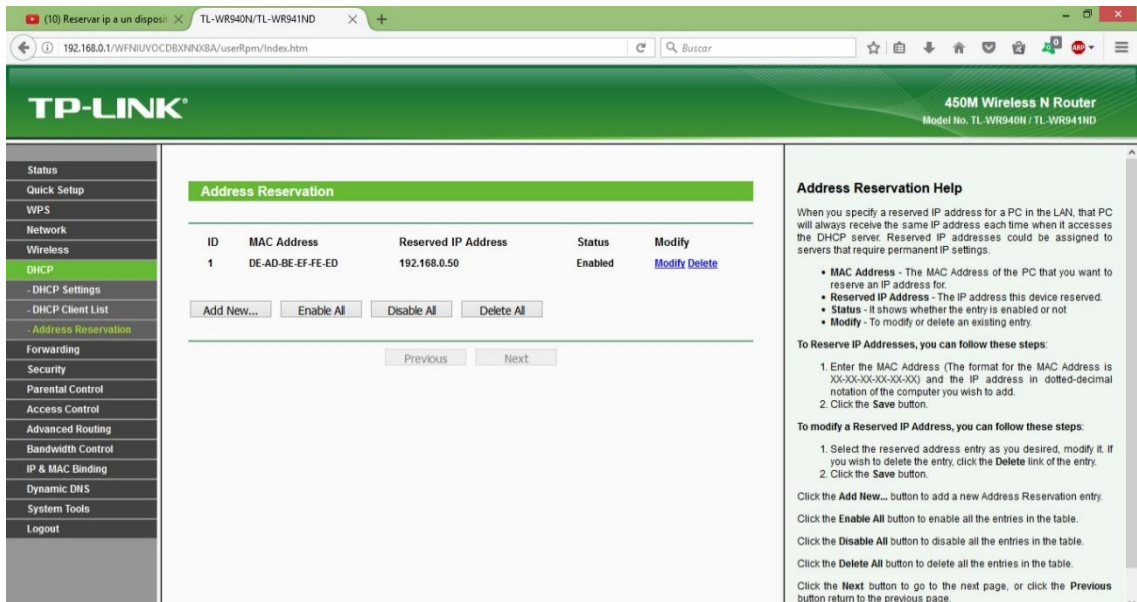 (10) Reservar ip a un disposi
TL-WR940N/TL-WR941ND
192.168.0.1/WFNIUVOCDBXNNXBA/userRpm/Index.htm
Buscar
0
ABP
TP-LINK®
450M Wireless N Router
Model No. TL-WR940N / TL-WR941ND
Status
Quick Setup
WPS
Network
Wireless
DHCP
- DHCP Settings
- DHCP Client List
- Address Reservation
Forwarding
Security
Parental Control
Access Control
Advanced Routing
Bandwidth Control
IP & MAC Binding
Dynamic DNS
System Tools
Logout
Address Reservation
ID MAC Address Reserved IP Address Status Modify
1 DE-AD-BE-EF-FE-ED 192.168.0.50 Enabled Modify Delete
Add New... Enable All Disable All Delete All
Previous Next
Address Reservation Help
When you specify a reserved IP address for a PC in the LAN, that PC
will always receive the same IP address each time when it accesses
the DHCP server. Reserved IP addresses could be assigned to
servers that require permanent IP settings.
• MAC Address - The MAC Address of the PC that you want to
reserve an IP address for.
• Reserved IP Address - The IP address this device reserved.
• Status - It shows whether the entry is enabled or not
• Modify - To modify or delete an existing entry.
To Reserve IP Addresses, you can follow these steps:
1. Enter the MAC Address (The format for the MAC Address is
XX-XX-XX-XX-XX-XX) and the IP address in dotted-decimal
notation of the computer you wish to add.
2. Click the Save button.
To modify a Reserved IP Address, you can follow these steps:
1. Select the reserved address entry as you desired, modify it. If
you wish to delete the entry, click the Delete link of the entry.
2. Click the Save button.
Click the Add New... button to add a new Address Reservation entry.
Click the Enable All button to enable all the entries in the table.
Click the Disable All button to disable all the entries in the table.
Click the Delete All button to delete all the entries in the table.
Click the Next button to go to the next page, or click the Previous
button return to the previous page.